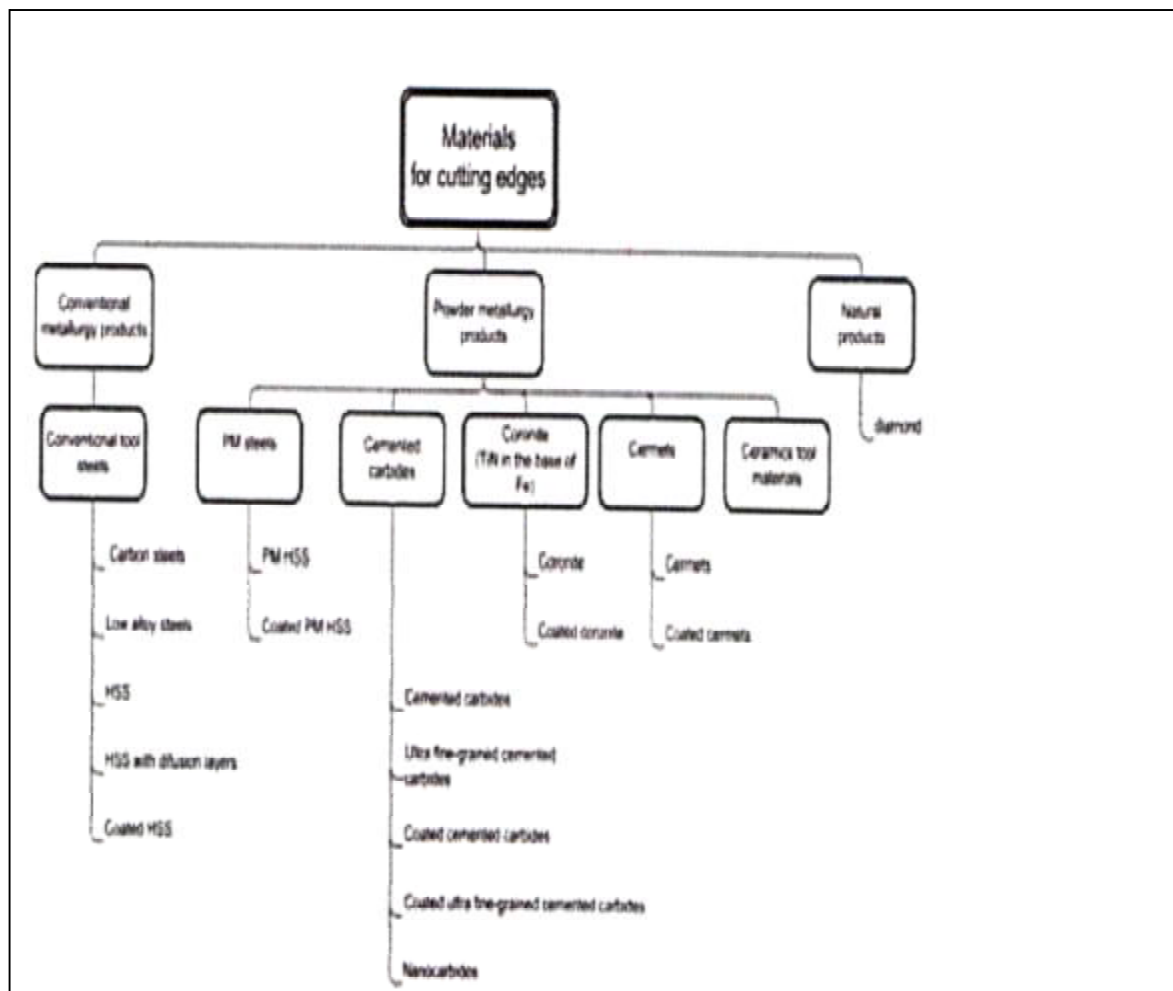 Materials
for cutting edges
Conventional
metallurgy products
Powder metallurgy
products
Natural
products
Conventional tool
steels
PM steels
Cemented
carbides
Coronite
(TiN in the base of
Fe)
Cermets
Ceramics tool
materials
diamond
Carbon steels
Low alloy steels
HSS
HSS with difusion layers
Coated HSS
PM HSS
Coated PM HSS
Cemented carbides
Ultra fine-grained cemented
carbides
Coated cemented carbides
Coated ultra fine-grained cemented carbides
Nanocarbides
Coronite
Coated coronite
Cermets
Coated cermets